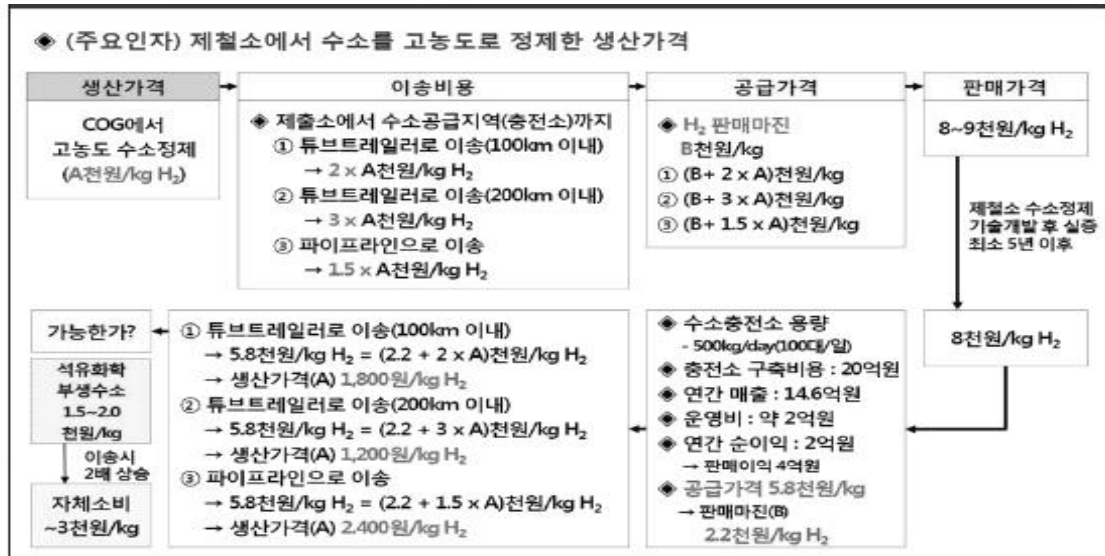 ◈ (주요인자) 제철소에서 수소를 고농도로 정제한 생산가격
생산가격
COG에서
고농도 수소정제
(A천원/kg H₂)
이송비용
◈ 제출소에서 수소공급지역(충전소)까지
① 튜브트레일러로 이송(100km 이내)
→ 2 x A천원/kg H₂
② 튜브트레일러로 이송(200km 이내)
→ 3 x A천원/kg H₂
③ 파이프라인으로 이송
→ 1.5 x A천원/kg H₂
공급가격
◈ H₂ 판매마진
B천원/kg
① (B+ 2 x A)천원/kg
② (B+ 3 x A)천원/kg
③ (B+ 1.5 x A)천원/kg
판매가격
8~9천원/kg H₂
제철소 수소정제
기술개발 후 실증
최소 5년 이후
8천원/kg H₂
◈ 수소충전소 용량
- 500kg/day(100대/일)
◈ 충전소 구축비용 : 20억원
◈ 연간 매출 : 14.6억원
◈ 운영비 : 약 2억원
◈ 연간 순이익 : 2억원
→ 판매이익 4억원
◈ 공급가격 5.8천원/kg
→ 판매마진(B)
2.2천원/kg H₂
① 튜브트레일러로 이송(100km 이내)
→ 5.8천원/kg H₂ = (2.2 + 2 x A)천원/kg H₂
→ 생산가격(A) 1,800원/kg H₂
② 튜브트레일러로 이송(200km 이내)
→ 5.8천원/kg H₂ = (2.2 + 3 x A)천원/kg H₂
→ 생산가격(A) 1,200원/kg H₂
③ 파이프라인으로 이송
→ 5.8천원/kg H₂ = (2.2 + 1.5 x A)천원/kg H₂
→ 생산가격(A) 2.400원/kg H₂
가능한가?
석유화학
부생수소
1.5~2.0
천원/kg
이송시
2배 상승
자체소비
~3천원/kg